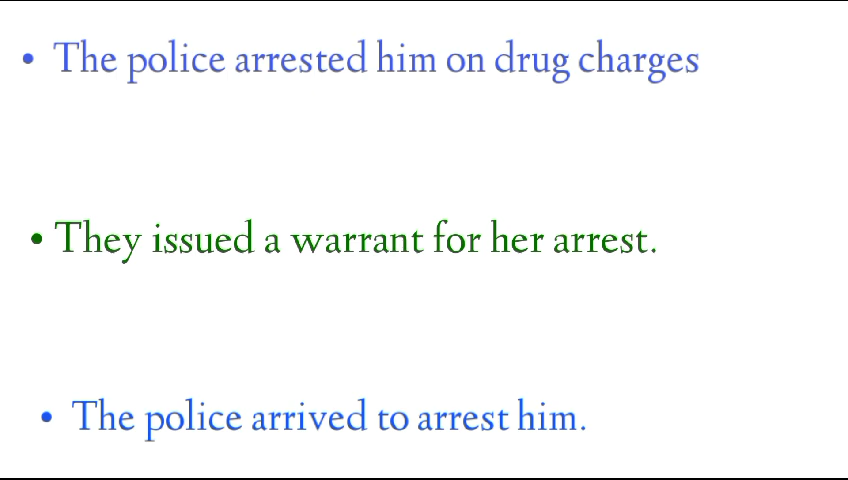 • The police arrested him on drug charges
• They issued a warrant for her arrest.
• The police arrived to arrest him.